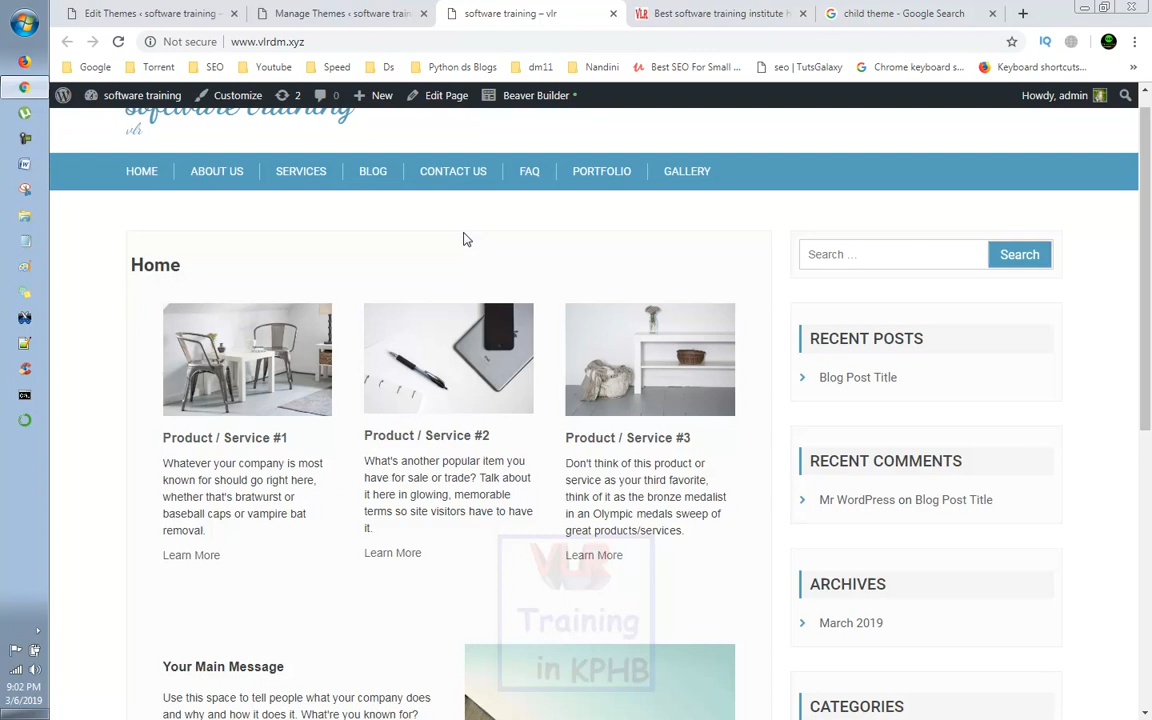 Edit Themes ‹ software training –
Manage Themes ‹ software train
software training – vlr
Best software training institute h
child theme - Google Search
Not secure
www.vlrdm.xyz
Google
Torrent
SEO
Youtube
Speed
Ds
Python ds Blogs
dm11
Nandini
Best SEO For Small ...
seo | TutsGalaxy
Chrome keyboard s...
Keyboard shortcuts...
software training
Customize
2
0
New
Edit Page
Beaver Builder
Howdy, admin
software training
vlr
HOME
ABOUT US
SERVICES
BLOG
CONTACT US
FAQ
PORTFOLIO
GALLERY
Home
Search …
Search
Product / Service #1
Whatever your company is most
known for should go right here,
whether that's bratwurst or
baseball caps or vampire bat
removal.
Learn More
Product / Service #2
What's another popular item you
have for sale or trade? Talk about
it here in glowing, memorable
terms so site visitors have to have
it.
Learn More
Product / Service #3
Don't think of this product or
service as your third favorite,
think of it as the bronze medalist
in an Olympic medals sweep of
great products/services.
Learn More
RECENT POSTS
Blog Post Title
RECENT COMMENTS
Mr WordPress on Blog Post Title
ARCHIVES
March 2019
CATEGORIES
VLR
Training
in KPHB
Your Main Message
Use this space to tell people what your company does
and why and how it does it. What're you known for?
9:02 PM
3/6/2019